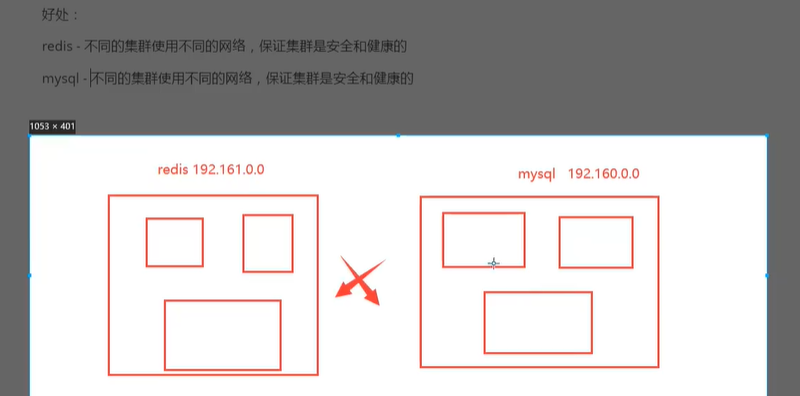 好处：
redis - 不同的集群使用不同的网络，保证集群是安全和健康的
mysql - 不同的集群使用不同的网络，保证集群是安全和健康的
1053 × 401
redis 192.161.0.0
mysql 192.160.0.0